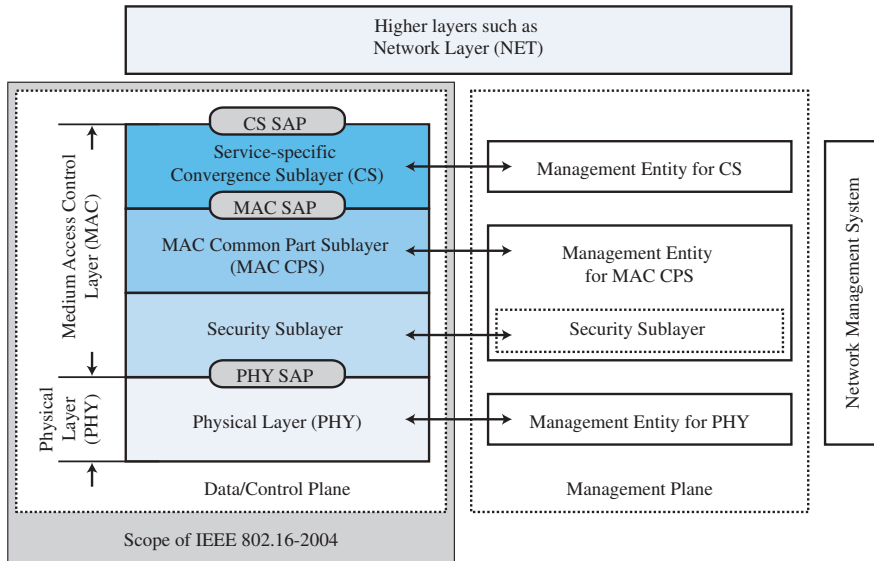 Higher layers such as
Network Layer (NET)
CS SAP
Service-specific
Convergence Sublayer (CS)
Management Entity for CS
MAC SAP
MAC Common Part Sublayer
(MAC CPS)
Management Entity
for MAC CPS
Security Sublayer
Security Sublayer
PHY SAP
Physical Layer (PHY)
Management Entity for PHY
Medium Access Control
Layer (MAC)
Physical
Layer
(PHY)
Network Management System
Data/Control Plane
Management Plane
Scope of IEEE 802.16-2004